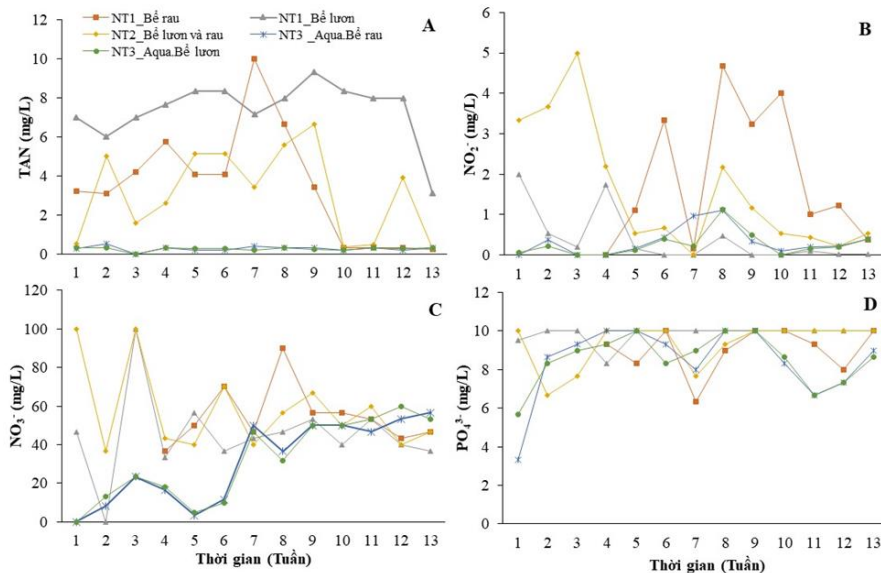 NT1_Bể rau
NT1_Bể lươn
NT2_Bể lươn và rau
NT3 _Aqua.Bể rau
NT3_Aqua.Bể lươn
A
TAN (mg/L)
12
10
8
6
4
2
0
1 2 3 4 5 6 7 8 9 10 11 12 13
B
NO₂⁻ (mg/L)
6
5
4
3
2
1
0
1 2 3 4 5 6 7 8 9 10 11 12 13
C
NO₃⁻ (mg/L)
120
100
80
60
40
20
0
1 2 3 4 5 6 7 8 9 10 11 12 13
Thời gian (Tuần)
D
PO₄³⁻ (mg/L)
12
10
8
6
4
2
0
1 2 3 4 5 6 7 8 9 10 11 12 13
Thời gian (Tuần)